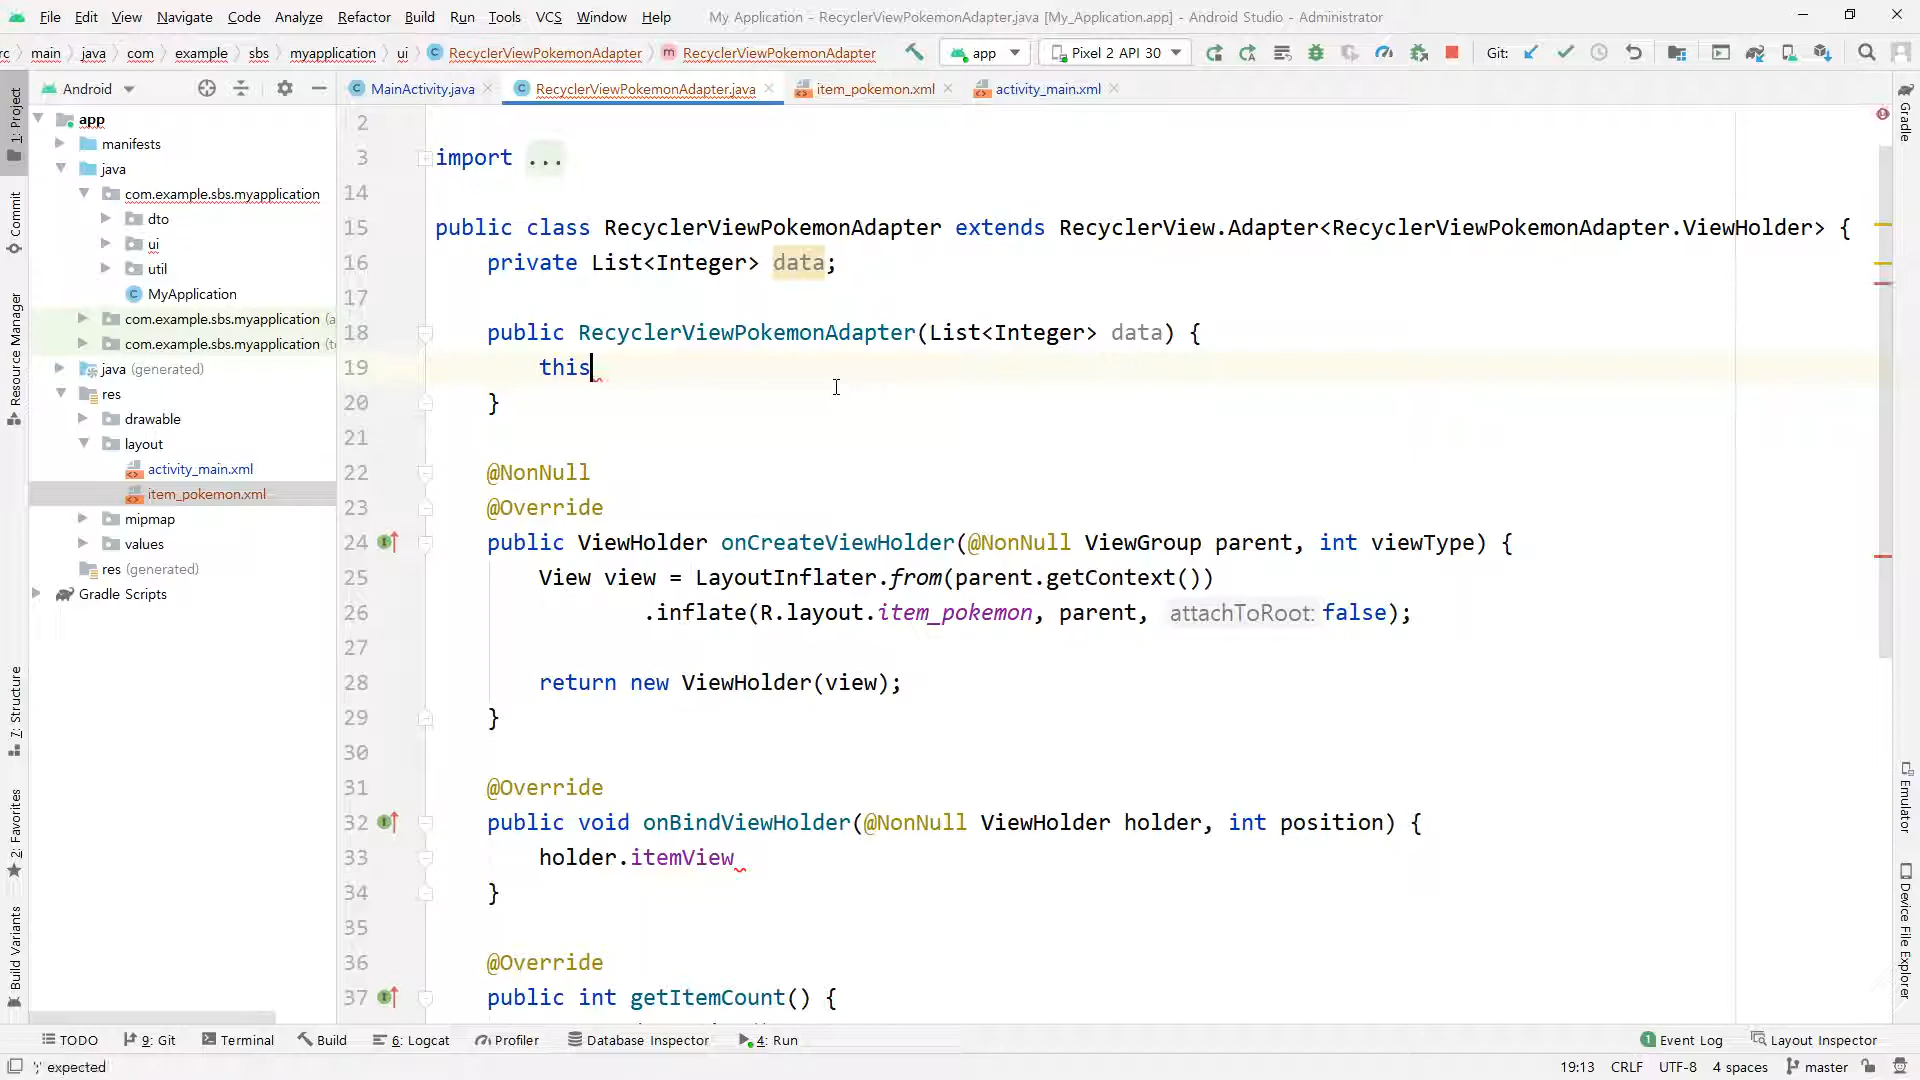 File Edit View Navigate Code Analyze Refactor Build Run Tools VCS Window Help My Application - RecyclerViewPokemonAdapter.java [My_Application.app] - Android Studio - Administrator
rc main java com example sbs myapplication ui RecyclerViewPokemonAdapter RecyclerViewPokemonAdapter app Pixel 2 API 30 Git:
Android MainActivity.java RecyclerViewPokemonAdapter.java item_pokemon.xml activity_main.xml
1: Project
Commit
Resource Manager
7: Structure
2: Favorites
Build Variants
app
manifests
java
com.example.sbs.myapplication
dto
ui
util
MyApplication
com.example.sbs.myapplication (a
com.example.sbs.myapplication (t
java (generated)
res
drawable
layout
activity_main.xml
item_pokemon.xml
mipmap
values
res (generated)
Gradle Scripts
2
3 import ...
14
15 public class RecyclerViewPokemonAdapter extends RecyclerView.Adapter<RecyclerViewPokemonAdapter.ViewHolder> {
16 private List<Integer> data;
17
18 public RecyclerViewPokemonAdapter(List<Integer> data) {
19 this
20 }
21
22 @NonNull
23 @Override
24 public ViewHolder onCreateViewHolder(@NonNull ViewGroup parent, int viewType) {
25 View view = LayoutInflater.from(parent.getContext())
26 .inflate(R.layout.item_pokemon, parent, attachToRoot: false);
27
28 return new ViewHolder(view);
29 }
30
31 @Override
32 public void onBindViewHolder(@NonNull ViewHolder holder, int position) {
33 holder.itemView
34 }
35
36 @Override
37 public int getItemCount() {
Gradle
Emulator
Device File Explorer
TODO 9: Git Terminal Build 6: Logcat Profiler Database Inspector 4: Run 1 Event Log Layout Inspector
';' expected 19:13 CRLF UTF-8 4 spaces master